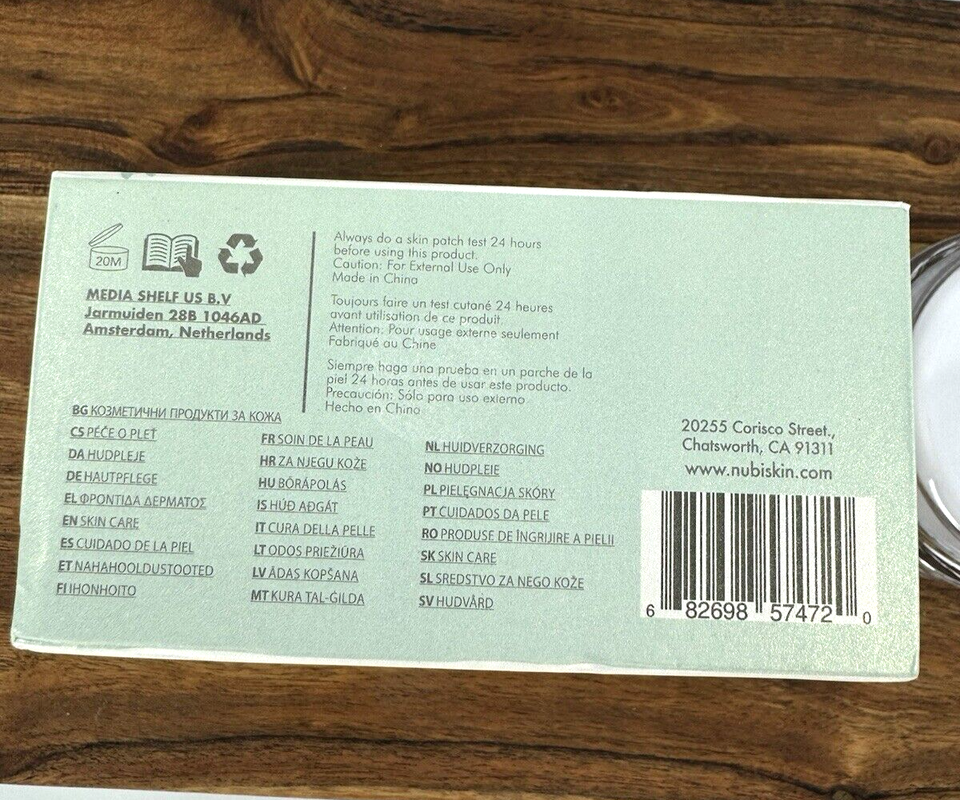 20M
MEDIA SHELF US B.V
Jarmuiden 28B 1046AD
Amsterdam, Netherlands
Always do a skin patch test 24 hours
before using this product.
Caution: For External Use Only
Made in China
Toujours faire un test cutané 24 heures
avant utilisation de ce produit.
Attention: Pour usage externe seulement
Fabriqué au Chine
Siempre haga una prueba en un parche de la
piel 24 horas antes de usar este producto.
Precaución: Sólo para uso externo
Hecho en China
BG КОЗМЕТИЧНИ ПРОДУКТИ ЗА КОЖА
CS PÉČE O PLEŤ
DA HUDPLEJE
DE HAUTPFLEGE
EL ΦΡΟΝΤΙΔΑ ΔΕΡΜΑΤΟΣ
EN SKIN CARE
ES CUIDADO DE LA PIEL
ET NAHAHOOLDUSTOOTED
FI IHONHOITO
FR SOIN DE LA PEAU
HR ZA NJEGU KOŽE
HU BŐRÁPOLÁS
IS HÚÐ AÐGÁT
IT CURA DELLA PELLE
LT ODOS PRIEŽIŪRA
LV ĀDAS KOPŠANA
MT KURA TAL-GILDA
NL HUIDVERZORGING
NO HUDPLEIE
PL PIELĘGNACJA SKÓRY
PT CUIDADOS DA PELE
RO PRODUSE DE ÎNGRIJIRE A PIELII
SK SKIN CARE
SL SREDSTVO ZA NEGO KOŽE
SV HUDVÅRD
20255 Corisco Street.,
Chatsworth, CA 91311
www.nubiskin.com
6 82698 57472 0